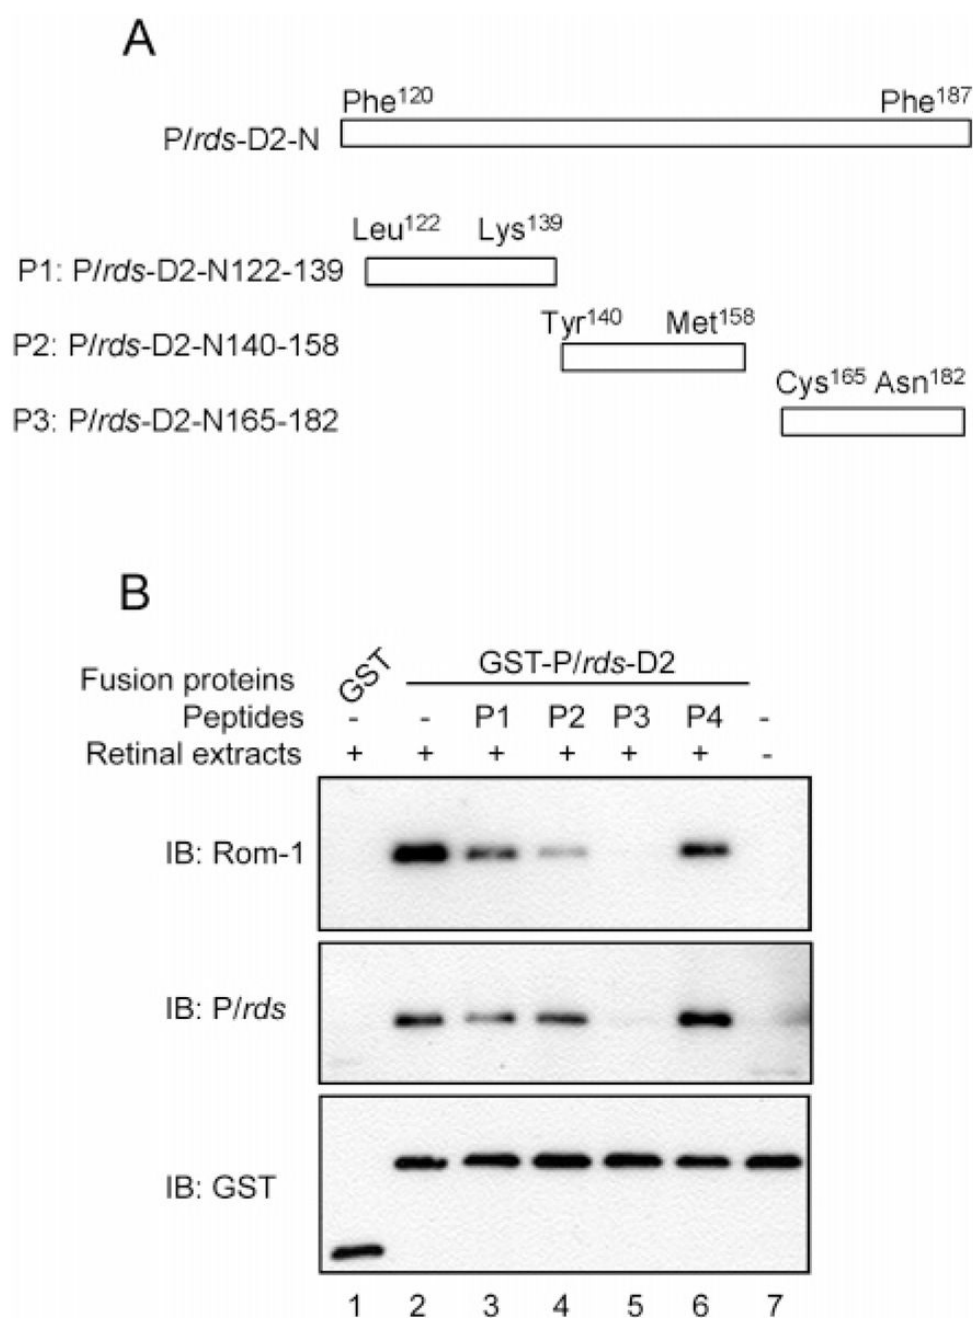 A
Phe120 Phe187
P/rds-D2-N
Leu122 Lys139
P1: P/rds-D2-N122-139
Tyr140 Met158
P2: P/rds-D2-N140-158
Cys165 Asn182
P3: P/rds-D2-N165-182
B
Fusion proteins GST GST-P/rds-D2
Peptides - - P1 P2 P3 P4 -
Retinal extracts + + + + + + -
IB: Rom-1
IB: P/rds
IB: GST
1 2 3 4 5 6 7